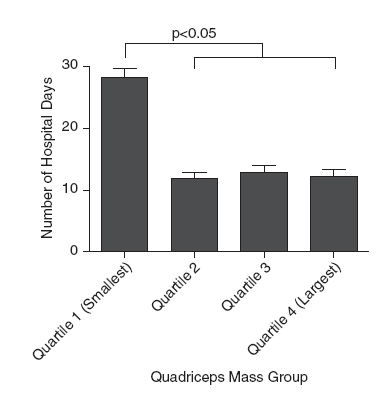 p<0.05
30
20
10
0
Number of Hospital Days
Quartile 1 (Smallest)
Quartile 2
Quartile 3
Quartile 4 (Largest)
Quadriceps Mass Group